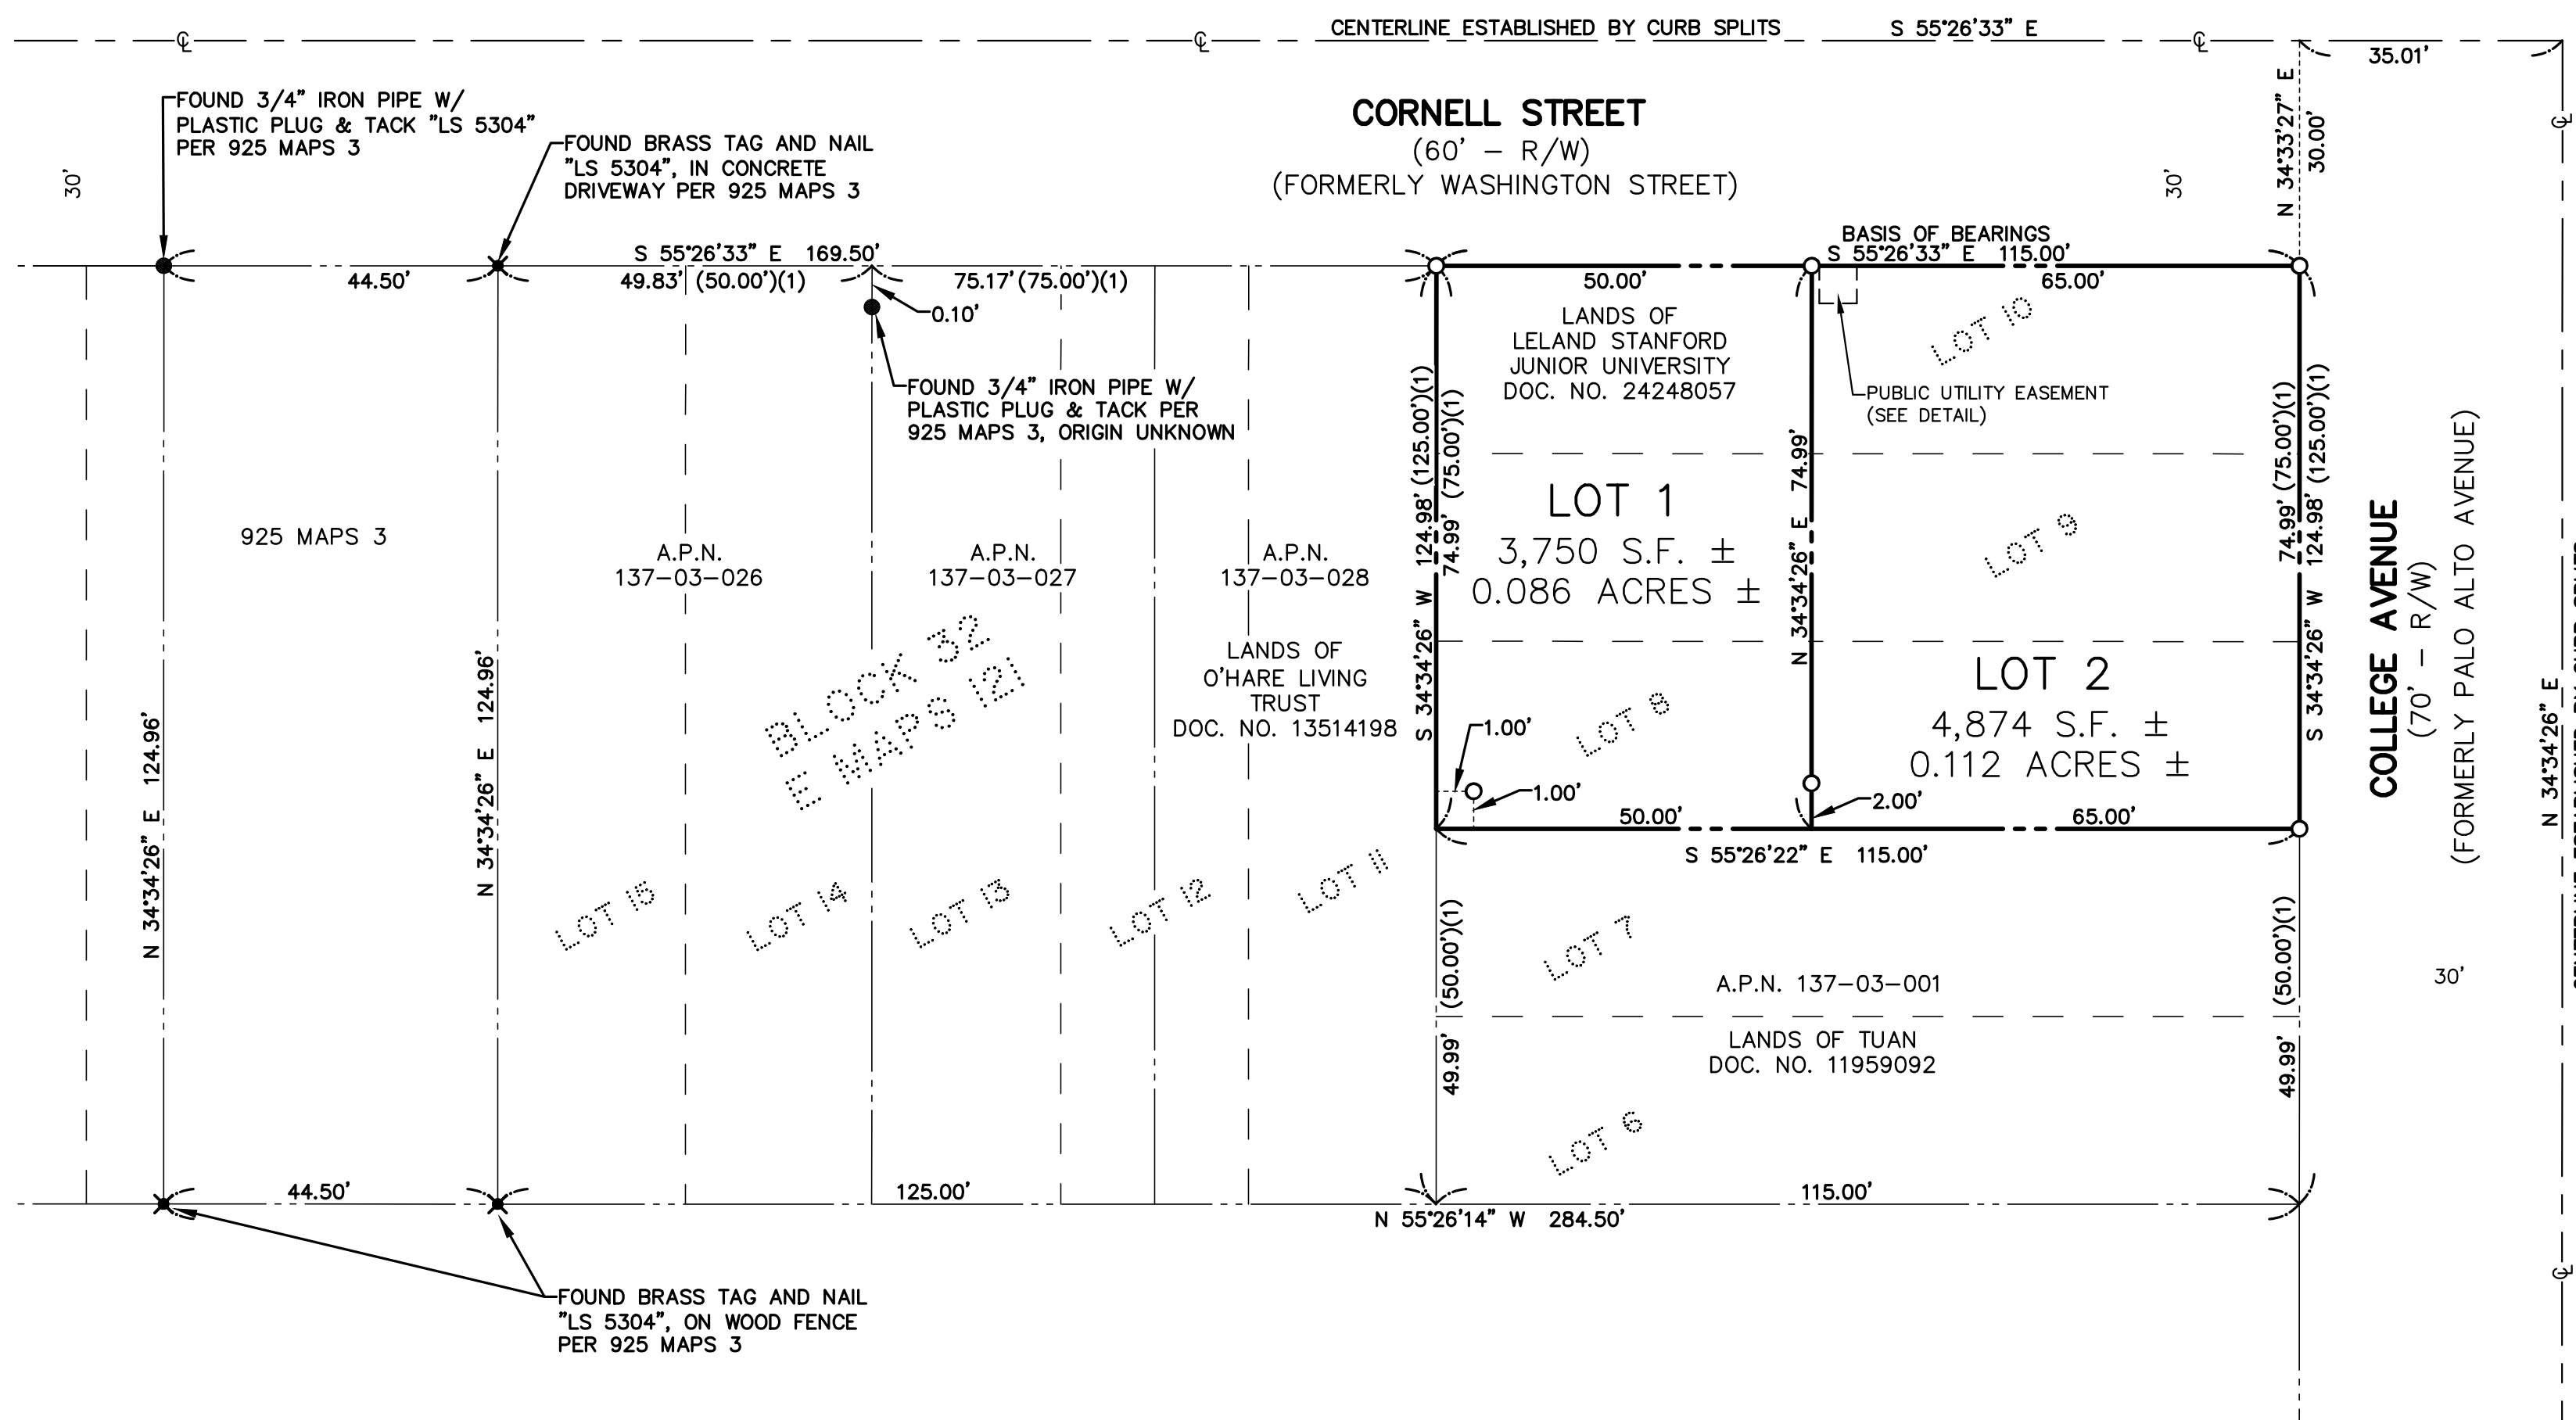 CENTERLINE ESTABLISHED BY CURB SPLITS
S 55°26'33" E
35.01'
FOUND 3/4" IRON PIPE W/
PLASTIC PLUG & TACK "LS 5304"
PER 925 MAPS 3
FOUND BRASS TAG AND NAIL
"LS 5304", IN CONCRETE
DRIVEWAY PER 925 MAPS 3
CORNELL STREET
(60' – R/W)
(FORMERLY WASHINGTON STREET)
30'
30'
N 34°33'27" E
30.00'
BASIS OF BEARINGS
S 55°26'33" E 115.00'
S 55°26'33" E 169.50'
44.50'
49.83' (50.00')(1)
75.17'(75.00')(1)
50.00'
65.00'
0.10'
FOUND 3/4" IRON PIPE W/
PLASTIC PLUG & TACK PER
925 MAPS 3, ORIGIN UNKNOWN
LANDS OF
LELAND STANFORD
JUNIOR UNIVERSITY
DOC. NO. 24248057
LOT 10
PUBLIC UTILITY EASEMENT
(SEE DETAIL)
925 MAPS 3
A.P.N.
137–03–026
A.P.N.
137–03–027
A.P.N.
137–03–028
S 34°34'26" W 124.98' (125.00')(1)
74.99' (75.00')(1)
LOT 1
3,750 S.F. ±
0.086 ACRES ±
N 34°34'26" E 74.99'
LOT 9
74.99' (75.00')(1)
S 34°34'26" W 124.98' (125.00')(1)
COLLEGE AVENUE
(70' – R/W)
(FORMERLY PALO ALTO AVENUE)
N 34°34'26" E
BLOCK 32
E MAPS 121
LANDS OF
O'HARE LIVING
TRUST
DOC. NO. 13514198
LOT 2
4,874 S.F. ±
0.112 ACRES ±
LOT 8
1.00'
1.00'
2.00'
N 34°34'26" E 124.96'
N 34°34'26" E 124.96'
50.00'
65.00'
S 55°26'22" E 115.00'
LOT 15
LOT 14
LOT 13
LOT 12
LOT 11
LOT 7
49.99' (50.00')(1)
49.99' (50.00')(1)
30'
A.P.N. 137–03–001
LANDS OF TUAN
DOC. NO. 11959092
LOT 6
44.50'
125.00'
115.00'
N 55°26'14" W 284.50'
FOUND BRASS TAG AND NAIL
"LS 5304", ON WOOD FENCE
PER 925 MAPS 3